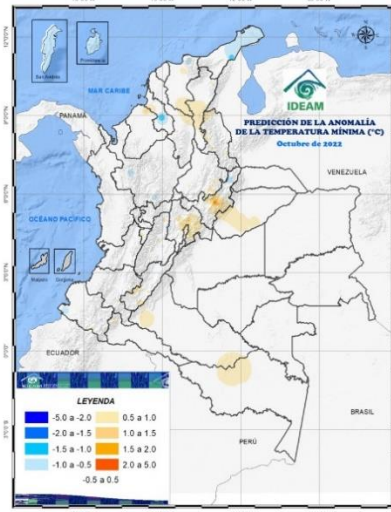 San Andrés
Providencia
MAR CARIBE
PANAMÁ
IDEAM
PREDICCIÓN DE LA ANOMALÍA
DE LA TEMPERATURA MÍNIMA (°C)
Octubre de 2022
VENEZUELA
OCEÁNO PACÍFICO
Malpelo
Gorgona
ECUADOR
BRASIL
PERÚ
LEYENDA
-5.0 a -2.0
0.5 a 1.0
-2.0 a -1.5
1.0 a 1.5
-1.5 a -1.0
1.5 a 2.0
-1.0 a -0.5
2.0 a 5.0
-0.5 a 0.5